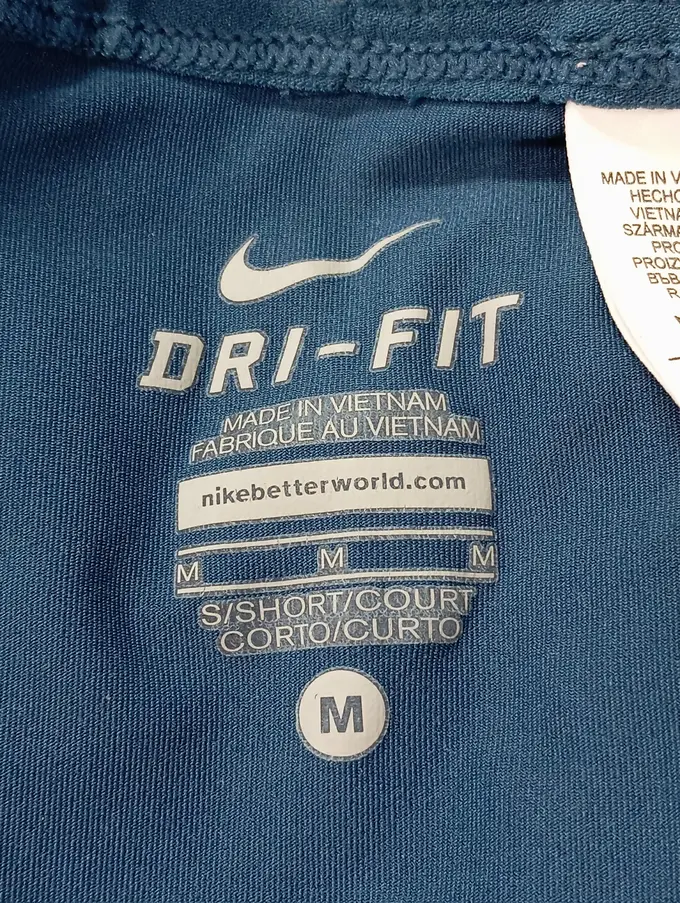 DRI-FIT
MADE IN VIETNAM
FABRIQUE AU VIETNAM
nikebetterworld.com
M M M
S/SHORT/COURT
CORTO/CURTO
M
MADE IN
HECHO